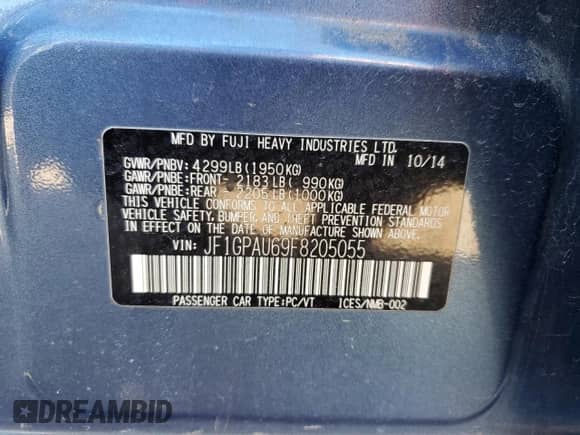 MFD BY FUJI HEAVY INDUSTRIES LTD.
GVWR/PNBV: 4299LB(1950KG) MFD IN 10/14
GAWR/PNBE:FRONT- 2183LB( 990KG)
GAWR/PNBE:REAR - 2205LB(1000KG)
THIS VEHICLE CONFORMS TO ALL APPLICABLE FEDERAL MOTOR
VEHICLE SAFETY, BUMPER, AND THEFT PREVENTION STANDARDS
IN EFFECT ON THE DATE OF MANUFACTURE SHOWN ABOVE.
VIN: JF1GPAU69F8205055
PASSENGER CAR TYPE:PC/VT ICES/NMB-002
DREAMBID